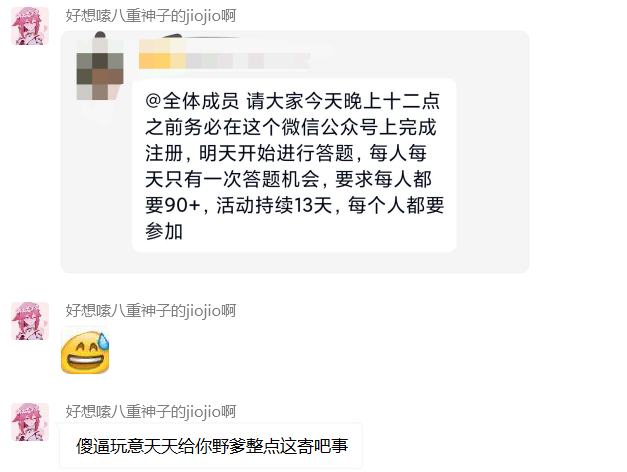 好想嗦八重神子的jiojio啊
@全体成员 请大家今天晚上十二点
之前务必在这个微信公众号上完成
注册，明天开始进行答题，每人每
天只有一次答题机会，要求每人都
要90+，活动持续13天，每个人都要
参加
好想嗦八重神子的jiojio啊
好想嗦八重神子的jiojio啊
傻逼玩意天天给你野爹整点这寄吧事